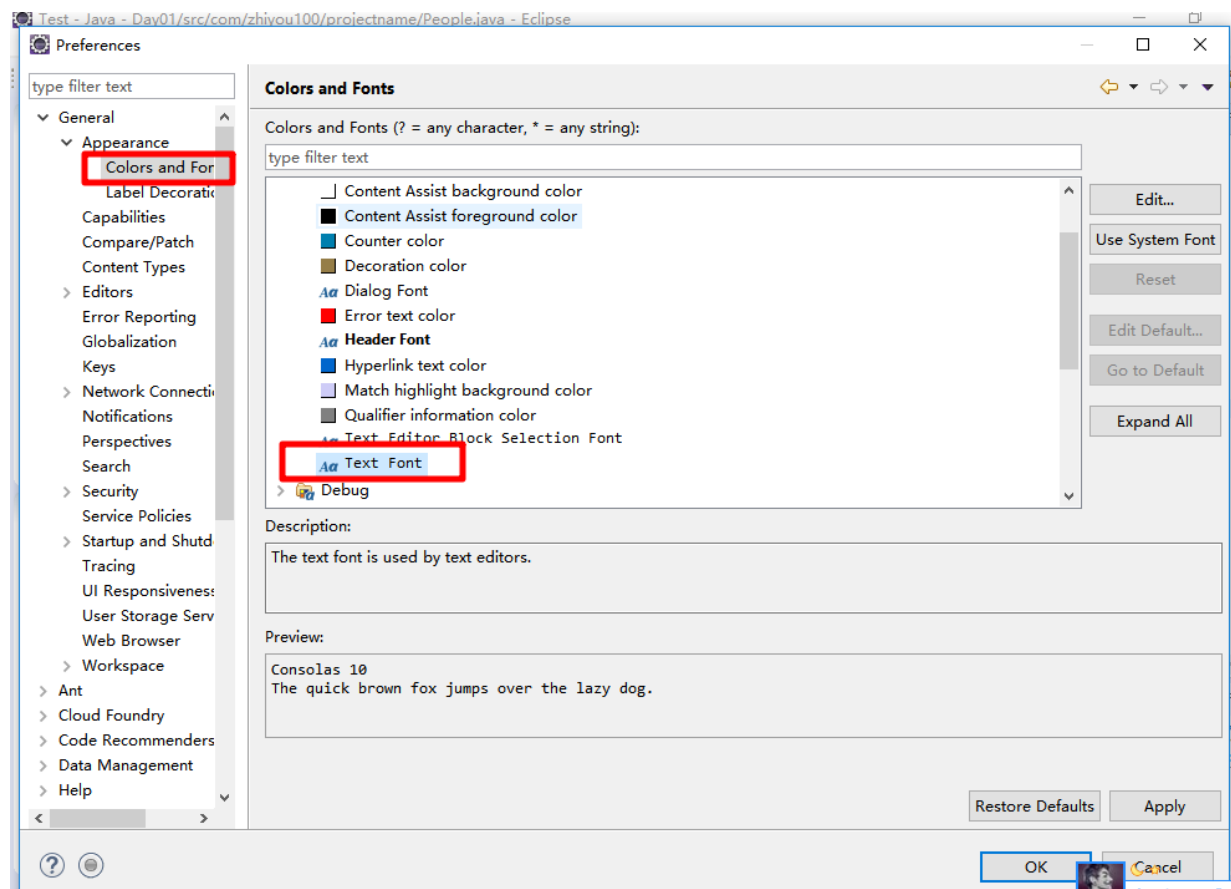 Test - Java - Day01/src/com/zhiyou100/projectname/People.java - Eclipse
Preferences
type filter text
General
Appearance
Colors and Fon
Label Decoratio
Capabilities
Compare/Patch
Content Types
Editors
Error Reporting
Globalization
Keys
Network Connecti
Notifications
Perspectives
Search
Security
Service Policies
Startup and Shutd
Tracing
UI Responsiveness
User Storage Serv
Web Browser
Workspace
Ant
Cloud Foundry
Code Recommenders
Data Management
Help
Colors and Fonts
Colors and Fonts (? = any character, * = any string):
type filter text
Content Assist background color
Content Assist foreground color
Counter color
Decoration color
Aa Dialog Font
Error text color
Aa Header Font
Hyperlink text color
Match highlight background color
Qualifier information color
Aa Text Editor Block Selection Font
Aa Text Font
Debug
Edit...
Use System Font
Reset
Edit Default...
Go to Default
Expand All
Description:
The text font is used by text editors.
Preview:
Consolas 10
The quick brown fox jumps over the lazy dog.
Restore Defaults
Apply
OK
Cancel